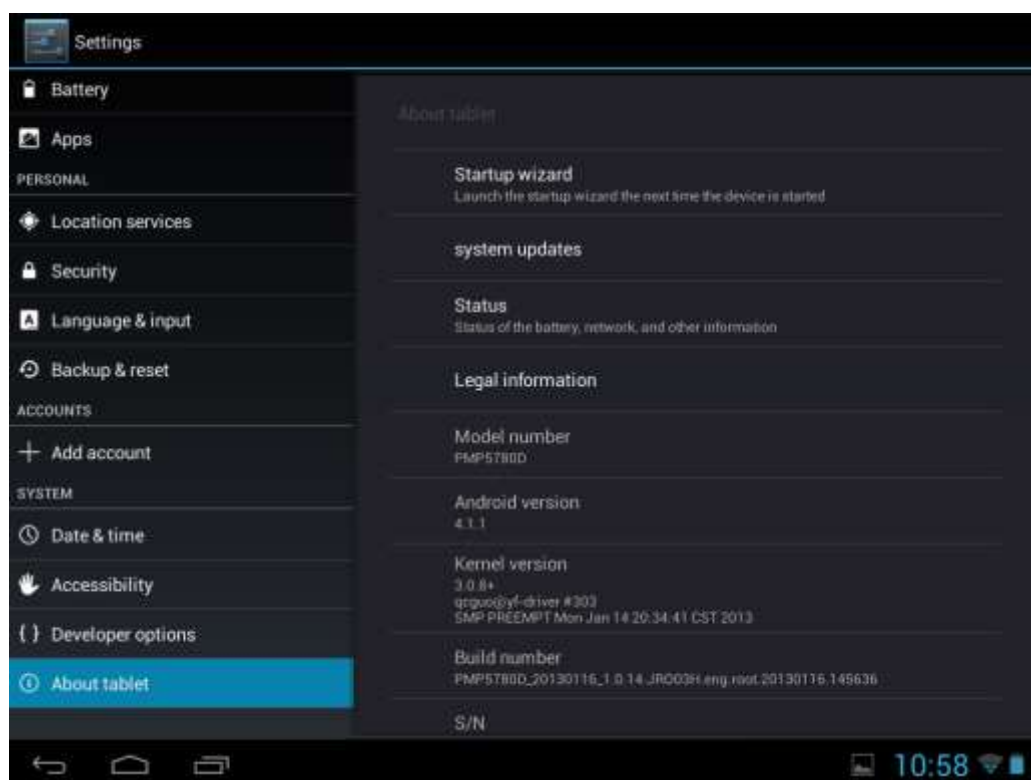 Settings
Battery
Apps
PERSONAL
Location services
Security
Language & input
Backup & reset
ACCOUNTS
Add account
SYSTEM
Date & time
Accessibility
{ } Developer options
About tablet
About tablet
Startup wizard
Launch the startup wizard the next time the device is started
system updates
Status
Status of the battery, network, and other information
Legal information
Model number
PMP5780D
Android version
4.1.1
Kernel version
3.0.8+
qcguo@yf-driver #303
SMP PREEMPT Mon Jan 14 20:34:41 CST 2013
Build number
PMP5780D_20130116_1.0.14.JRO03H.eng.root.20130116.145636
S/N
10:58